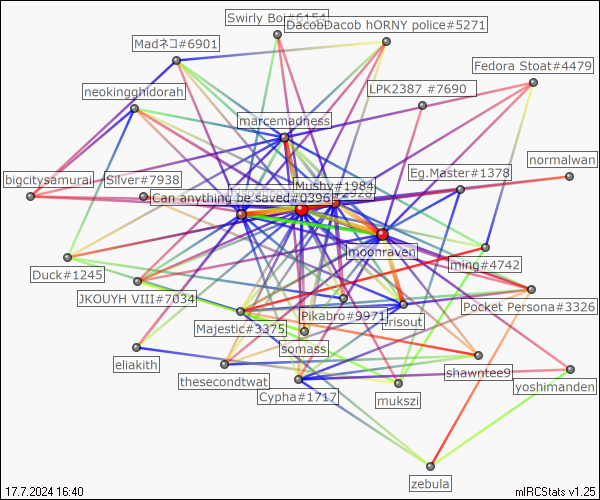 Swirly Boi#6154
DacobDacob hORNY police#5271
Madネコ#6901
Fedora Stoat#4479
neokingghidorah
LPK2387 #7690
marcemadness
normalwan
Eg.Master#1378
bigcitysamurai
Silver#7938
Mushy#1984
Can anything be saved#0396
moonraven
Duck#1245
ming#4742
JKOUYH VIII#7034
Pocket Persona#3326
Pikabro#9971
Majestic#3375
somass
eliakith
thesecondtwat
shawntee9
yoshimanden
Cypha#1717
mukszi
zebula
17.7.2024 16:40
mIRCStats v1.25